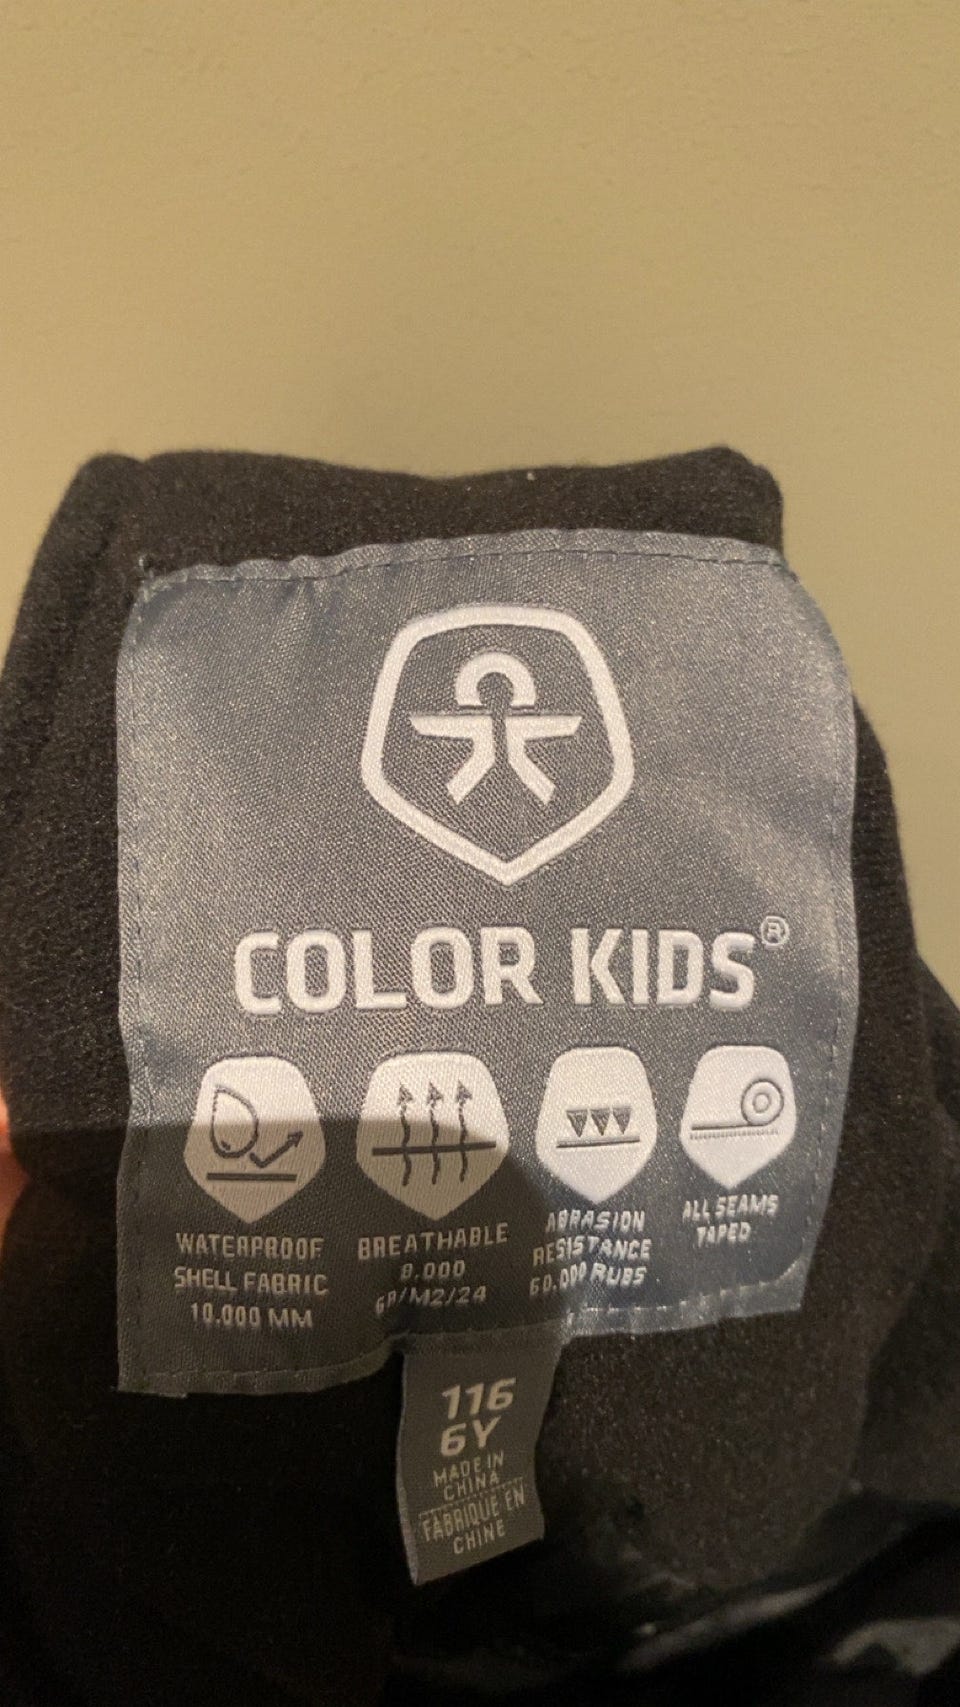 COLOR KIDS®
WATERPROOF
SHELL FABRIC
10.000 MM
BREATHABLE
8.000
GR/M2/24
ABRASION
RESISTANCE
60.000 RUBS
ALL SEAMS
TAPED
116
6Y
MADE IN
CHINA
FABRIQUÉ EN
CHINE